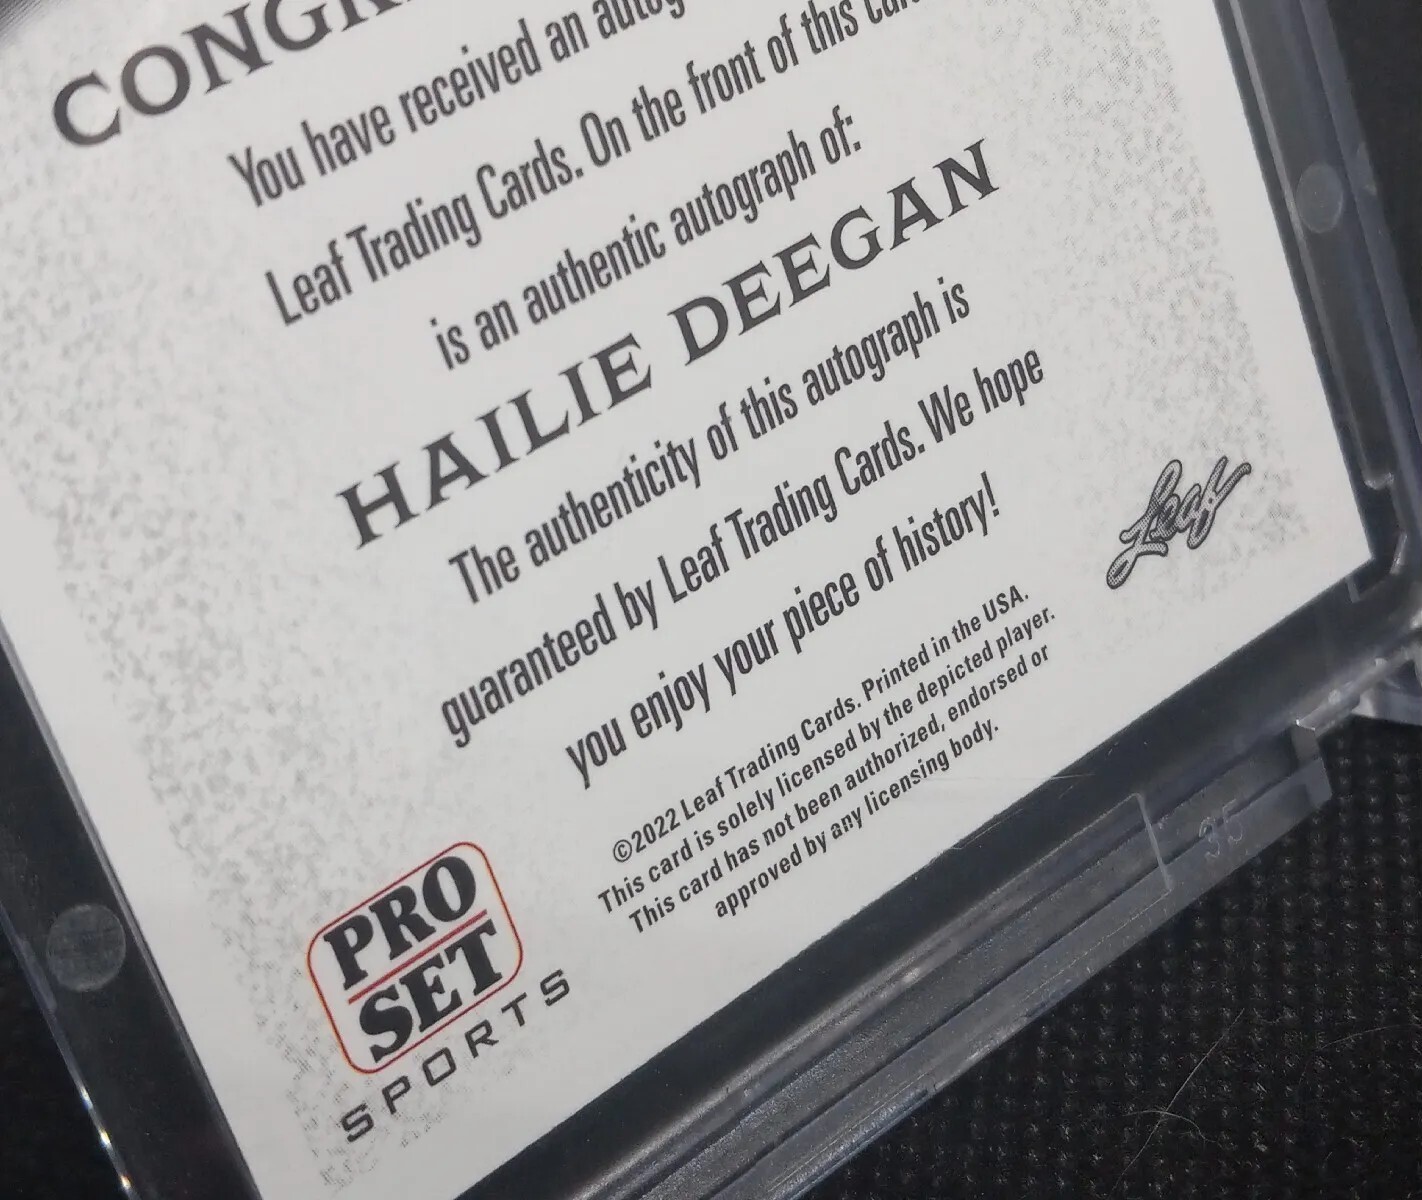 CONGR
You have received an autog
Leaf Trading Cards. On the front of this
is an authentic autograph of:
HAILIE DEEGAN
The authenticity of this autograph is
guaranteed by Leaf Trading Cards. We hope
you enjoy your piece of history!
Leaf
©2022 Leaf Trading Cards. Printed in the USA.
This card is solely licensed by the depicted player.
This card has not been authorized, endorsed or
approved by any licensing body.
PRO
SET
SPORTS
35